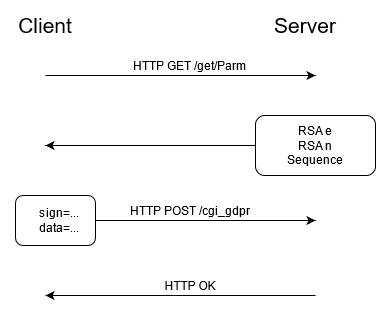 Client
Server
HTTP GET /get/Parm
RSA e
RSA n
Sequence
sign=...
data=...
HTTP POST /cgi_gdpr
HTTP OK